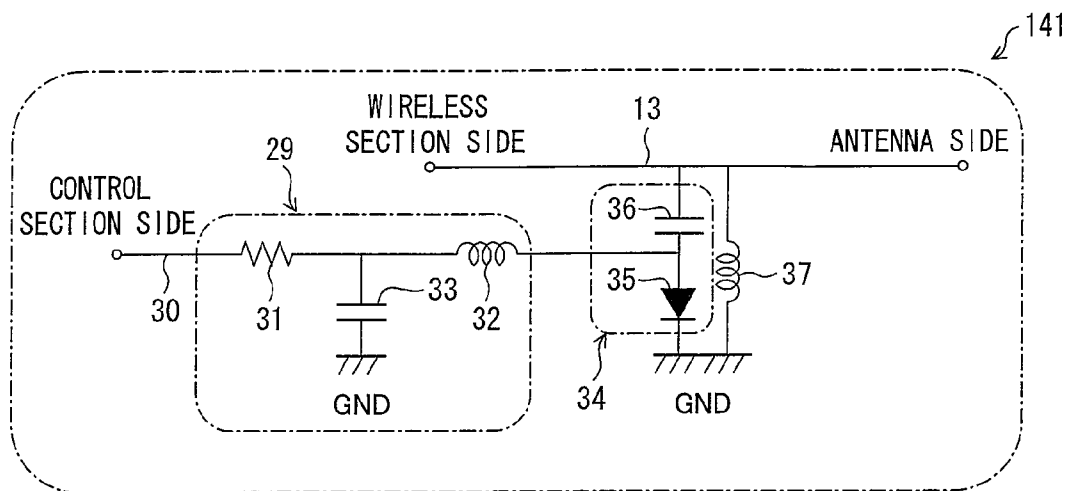 141
WIRELESS
SECTION SIDE
13
ANTENNA SIDE
29
CONTROL
SECTION SIDE
36
35
37
30
31
33
32
34
GND
GND